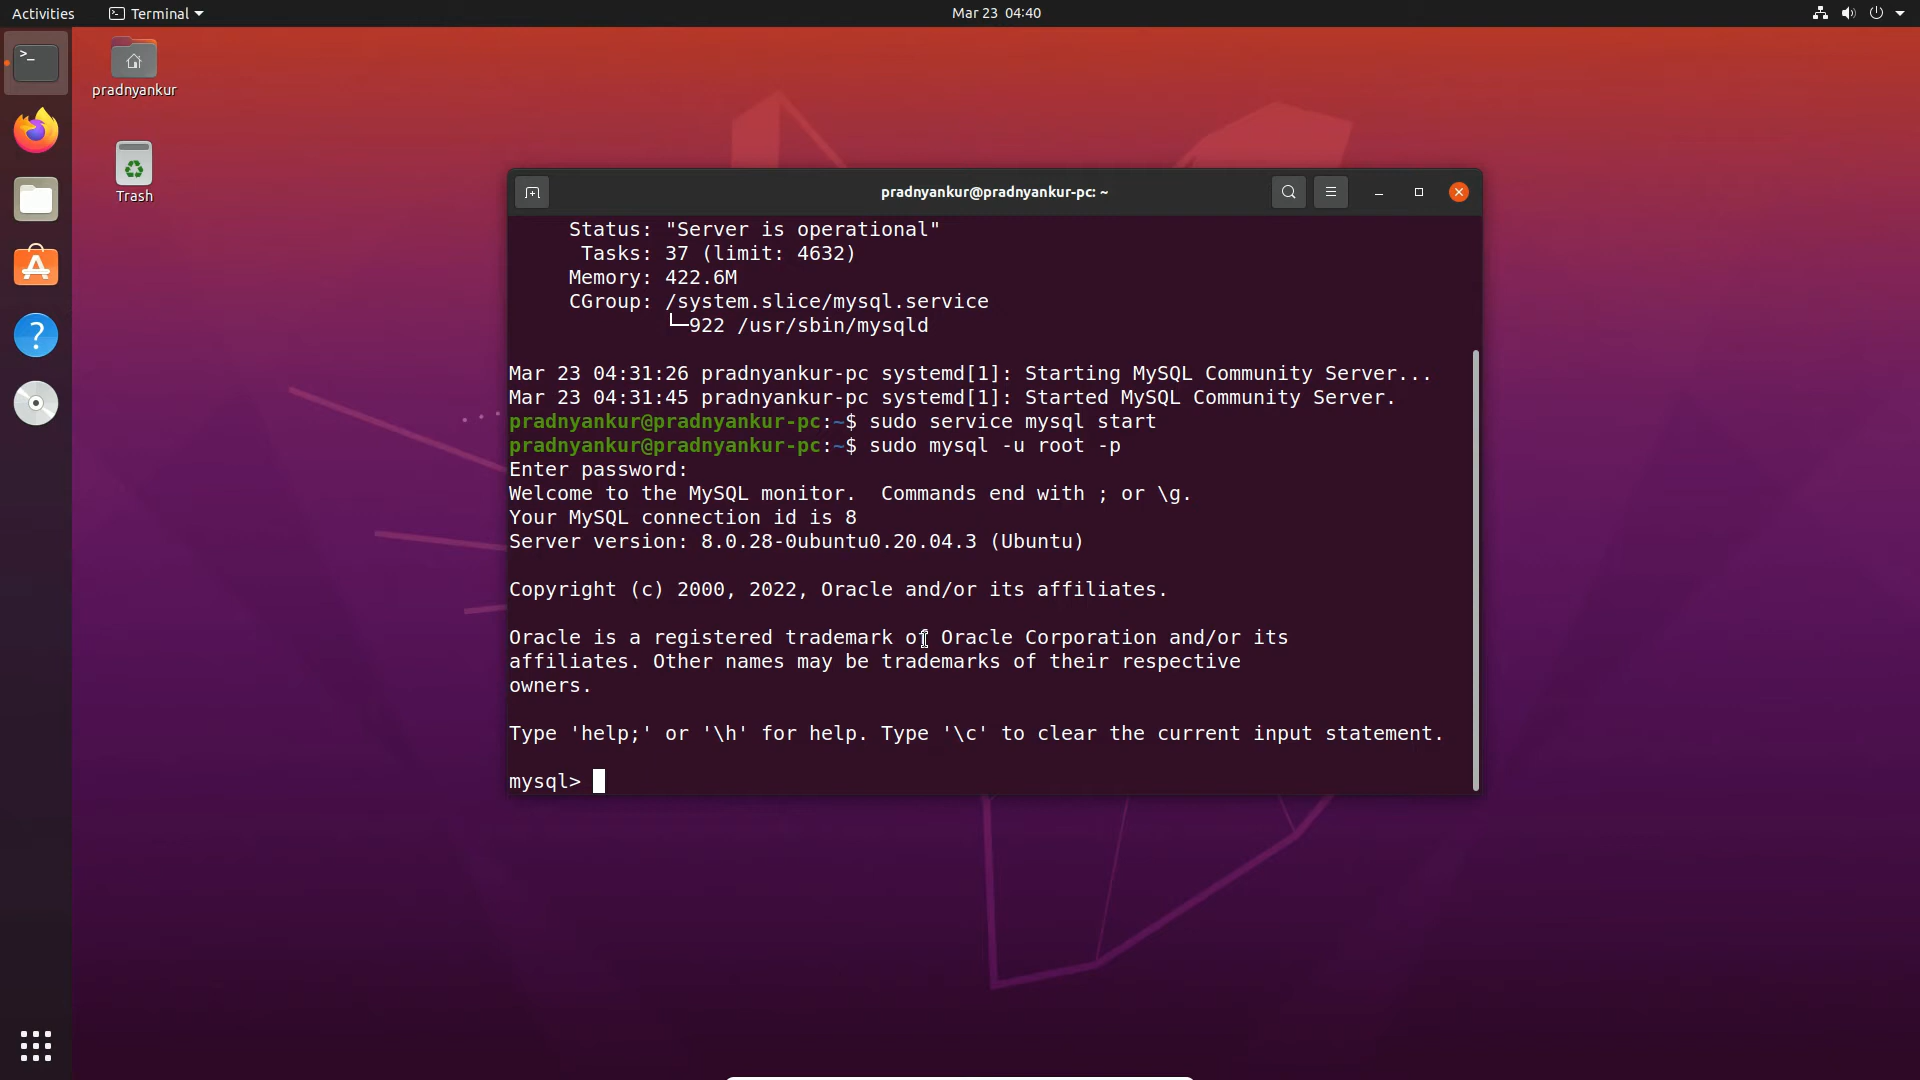 Activities
Terminal
Mar 23 04:40
pradnyankur
Trash
pradnyankur@pradnyankur-pc: ~
Status: "Server is operational"
Tasks: 37 (limit: 4632)
Memory: 422.6M
CGroup: /system.slice/mysql.service
└─922 /usr/sbin/mysqld
Mar 23 04:31:26 pradnyankur-pc systemd[1]: Starting MySQL Community Server...
Mar 23 04:31:45 pradnyankur-pc systemd[1]: Started MySQL Community Server.
pradnyankur@pradnyankur-pc:~$ sudo service mysql start
pradnyankur@pradnyankur-pc:~$ sudo mysql -u root -p
Enter password:
Welcome to the MySQL monitor.  Commands end with ; or \g.
Your MySQL connection id is 8
Server version: 8.0.28-0ubuntu0.20.04.3 (Ubuntu)
Copyright (c) 2000, 2022, Oracle and/or its affiliates.
Oracle is a registered trademark of Oracle Corporation and/or its
affiliates. Other names may be trademarks of their respective
owners.
Type 'help;' or '\h' for help. Type '\c' to clear the current input statement.
mysql>